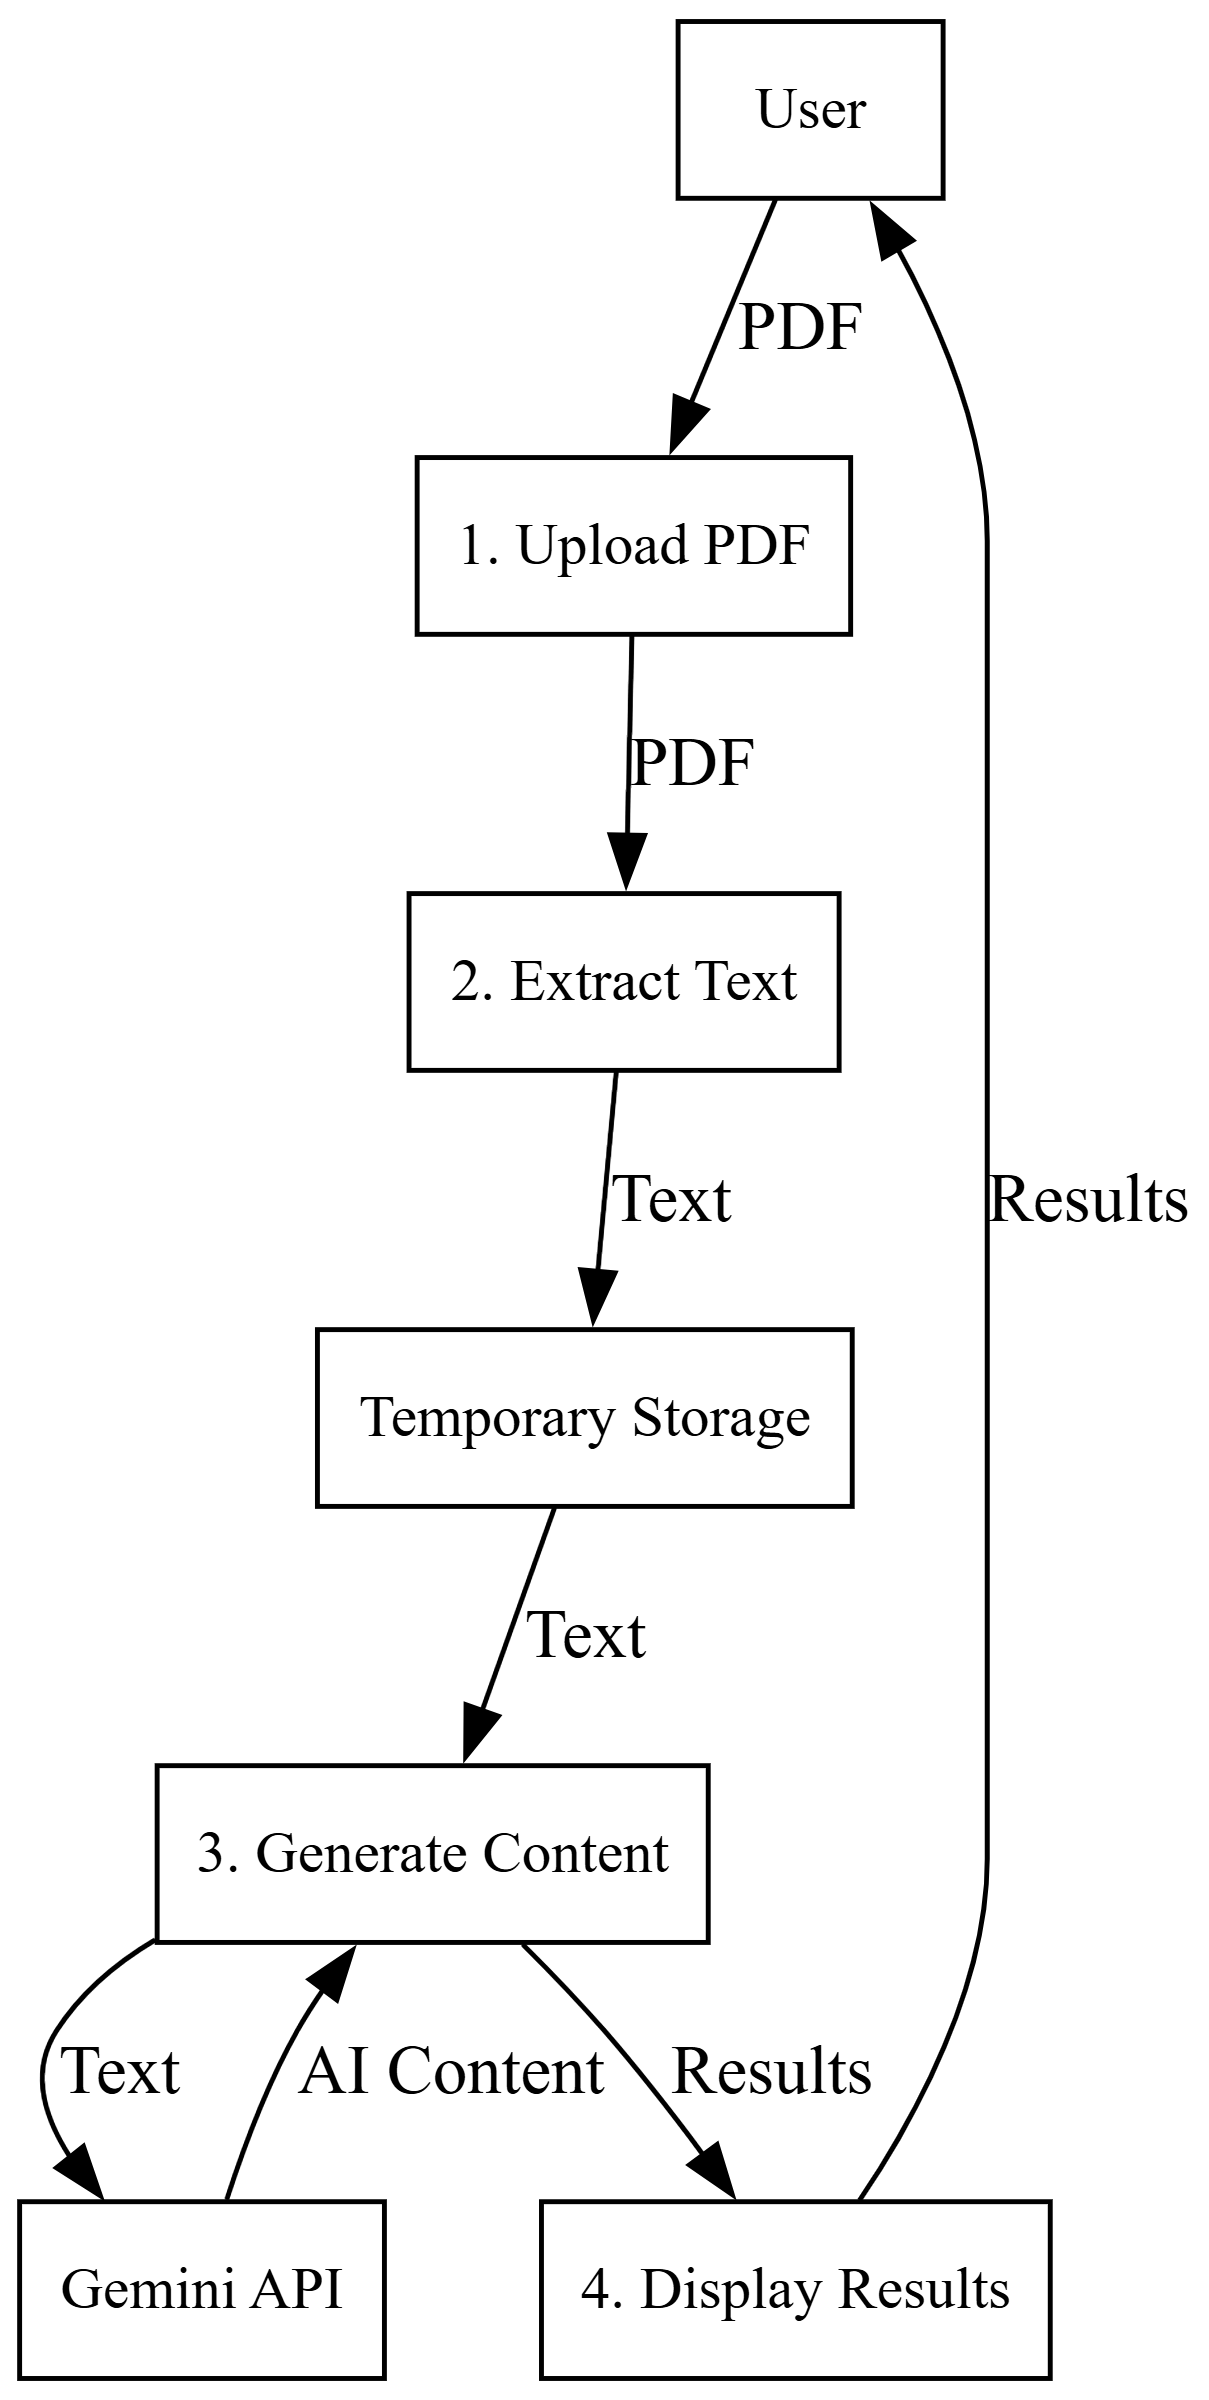 User
PDF
1. Upload PDF
PDF
2. Extract Text
Text
Results
Temporary Storage
Text
3. Generate Content
Text
AI Content
Results
Gemini API
4. Display Results